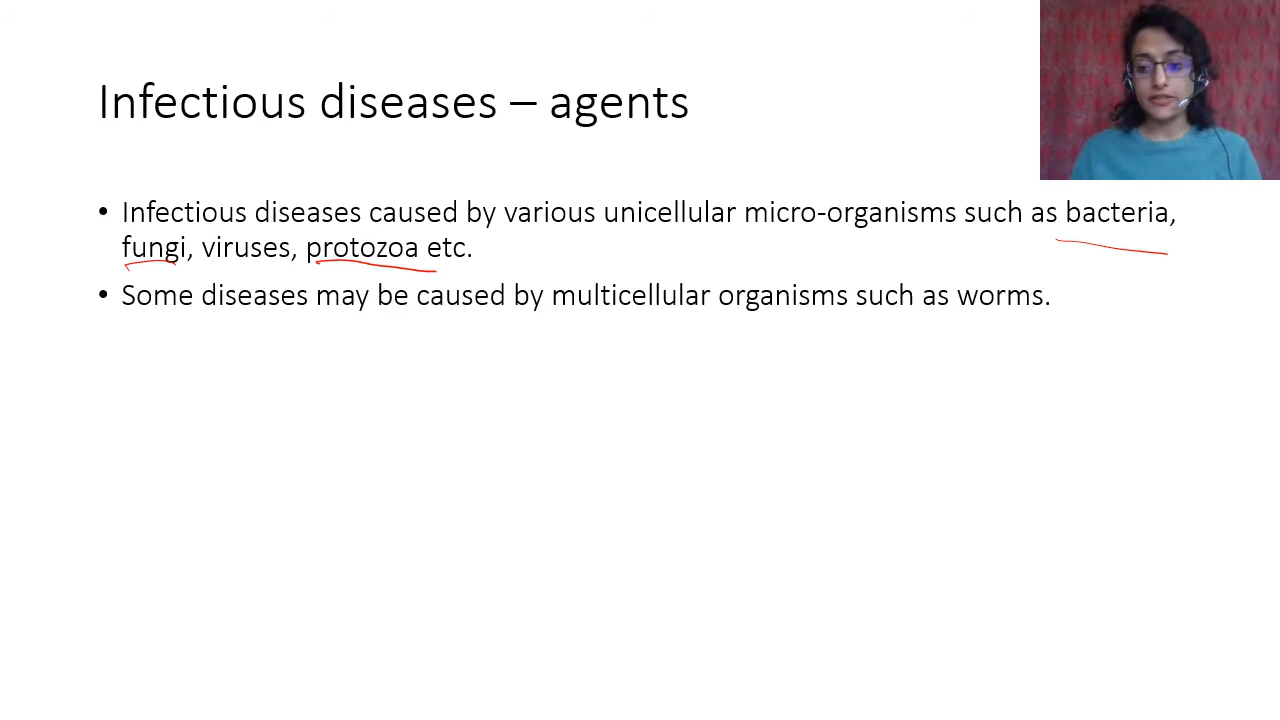 Infectious diseases – agents
• Infectious diseases caused by various unicellular micro-organisms such as bacteria,
fungi, viruses, protozoa etc.
• Some diseases may be caused by multicellular organisms such as worms.